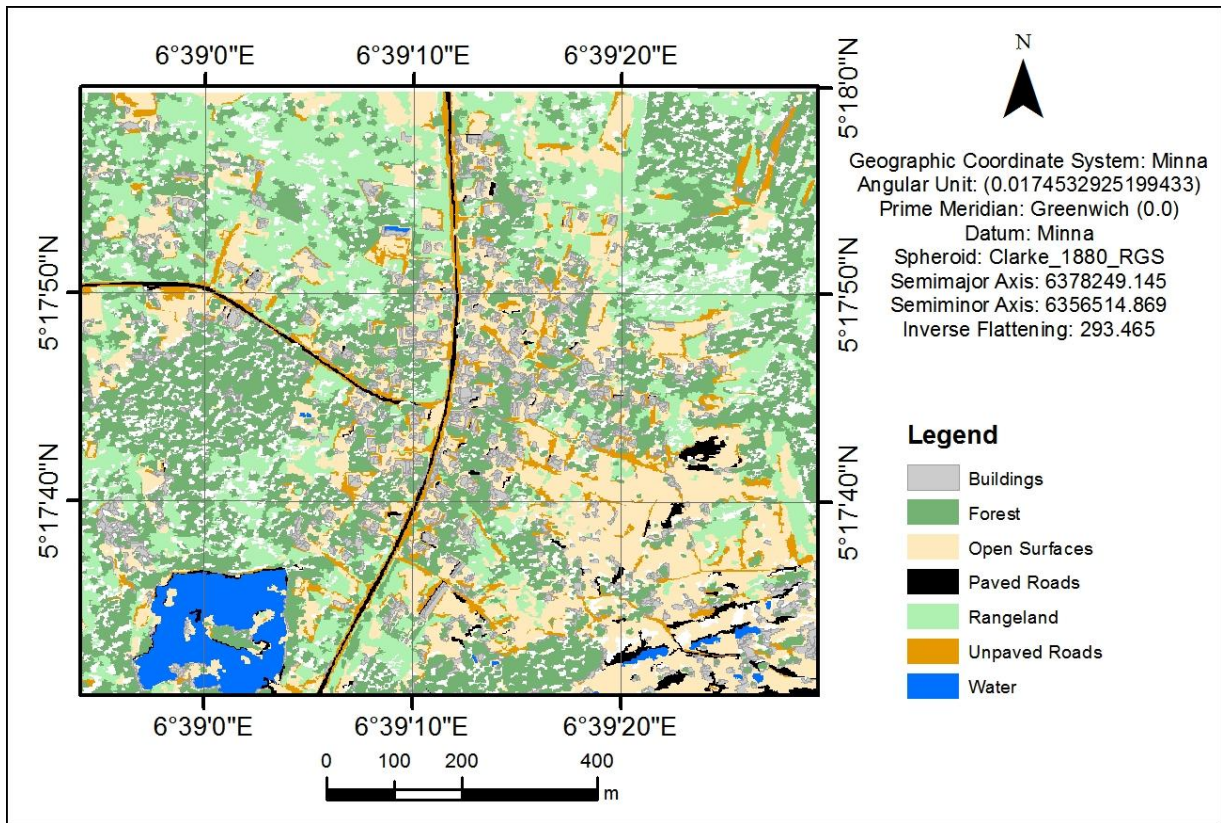 6°39'0"E 6°39'10"E 6°39'20"E
5°18'0"N
5°17'50"N
5°17'40"N
5°17'50"N
5°17'40"N
6°39'0"E 6°39'10"E 6°39'20"E
0 100 200 400
m
N
Geographic Coordinate System: Minna
Angular Unit: (0.0174532925199433)
Prime Meridian: Greenwich (0.0)
Datum: Minna
Spheroid: Clarke_1880_RGS
Semimajor Axis: 6378249.145
Semiminor Axis: 6356514.869
Inverse Flattening: 293.465
Legend
Buildings
Forest
Open Surfaces
Paved Roads
Rangeland
Unpaved Roads
Water